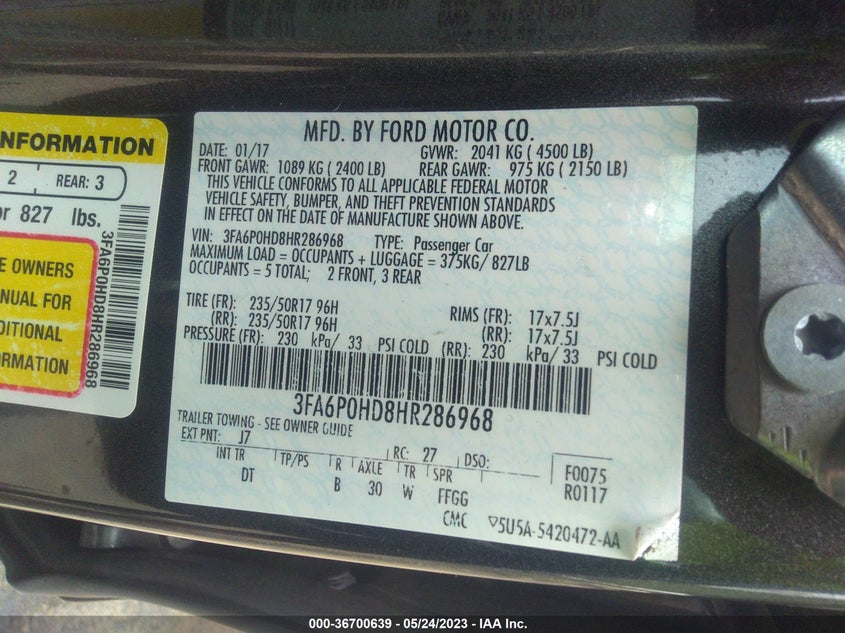 NFORMATION
2 REAR: 3
or 827 lbs.
3FA6P0HD8HR286968
E OWNERS
ANUAL FOR
DITIONAL
ORMATION
MFD. BY FORD MOTOR CO.
DATE: 01/17 GVWR: 2041 KG ( 4500 LB)
FRONT GAWR: 1089 KG ( 2400 LB) REAR GAWR: 975 KG ( 2150 LB)
THIS VEHICLE CONFORMS TO ALL APPLICABLE FEDERAL MOTOR
VEHICLE SAFETY, BUMPER, AND THEFT PREVENTION STANDARDS
IN EFFECT ON THE DATE OF MANUFACTURE SHOWN ABOVE.
VIN: 3FA6P0HD8HR286968 TYPE: Passenger Car
MAXIMUM LOAD = OCCUPANTS + LUGGAGE = 375KG/ 827LB
OCCUPANTS = 5 TOTAL; 2 FRONT, 3 REAR
TIRE (FR): 235/50R17 96H RIMS (FR): 17x7.5J
(RR): 235/50R17 96H (RR): 17x7.5J
PRESSURE (FR): 230 kPa/ 33 PSI COLD (RR): 230 kPa/ 33 PSI COLD
3FA6P0HD8HR286968
TRAILER TOWING - SEE OWNER GUIDE
EXT PNT: J7 RC: 27 DSO:
INT TR TP/PS R AXLE TR SPR F0075
DT B 30 W FFGG R0117
CMC ▽5U5A-5420472-AA
000-36700639 - 05/24/2023 - IAA Inc.